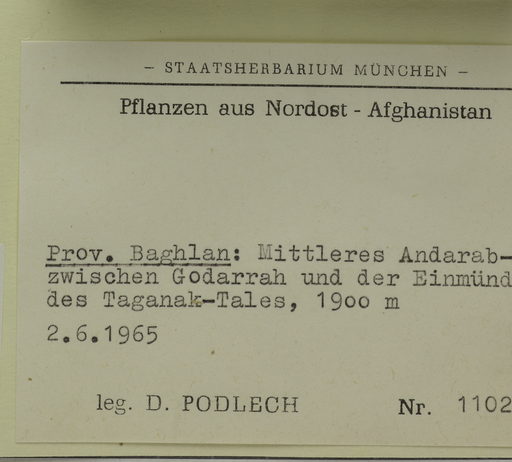 – STAATSHERBARIUM MÜNCHEN –
Pflanzen aus Nordost - Afghanistan
Prov. Baghlan: Mittleres Andarab-
zwischen Godarrah und der Einmünd
des Taganak-Tales, 1900 m
2.6.1965
leg. D. PODLECH Nr. 1102